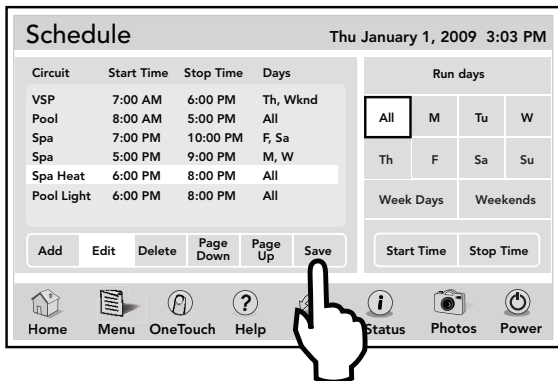 Schedule
Thu January 1, 2009 3:03 PM
Circuit Start Time Stop Time Days
VSP 7:00 AM 6:00 PM Th, Wknd
Pool 8:00 AM 5:00 PM All
Spa 7:00 PM 10:00 PM F, Sa
Spa 5:00 PM 9:00 PM M, W
Spa Heat 6:00 PM 8:00 PM All
Pool Light 6:00 PM 8:00 PM All
Add Edit Delete Page Down Page Up Save
Run days
All M Tu W
Th F Sa Su
Week Days Weekends
Start Time Stop Time
Home Menu OneTouch Help Status Photos Power